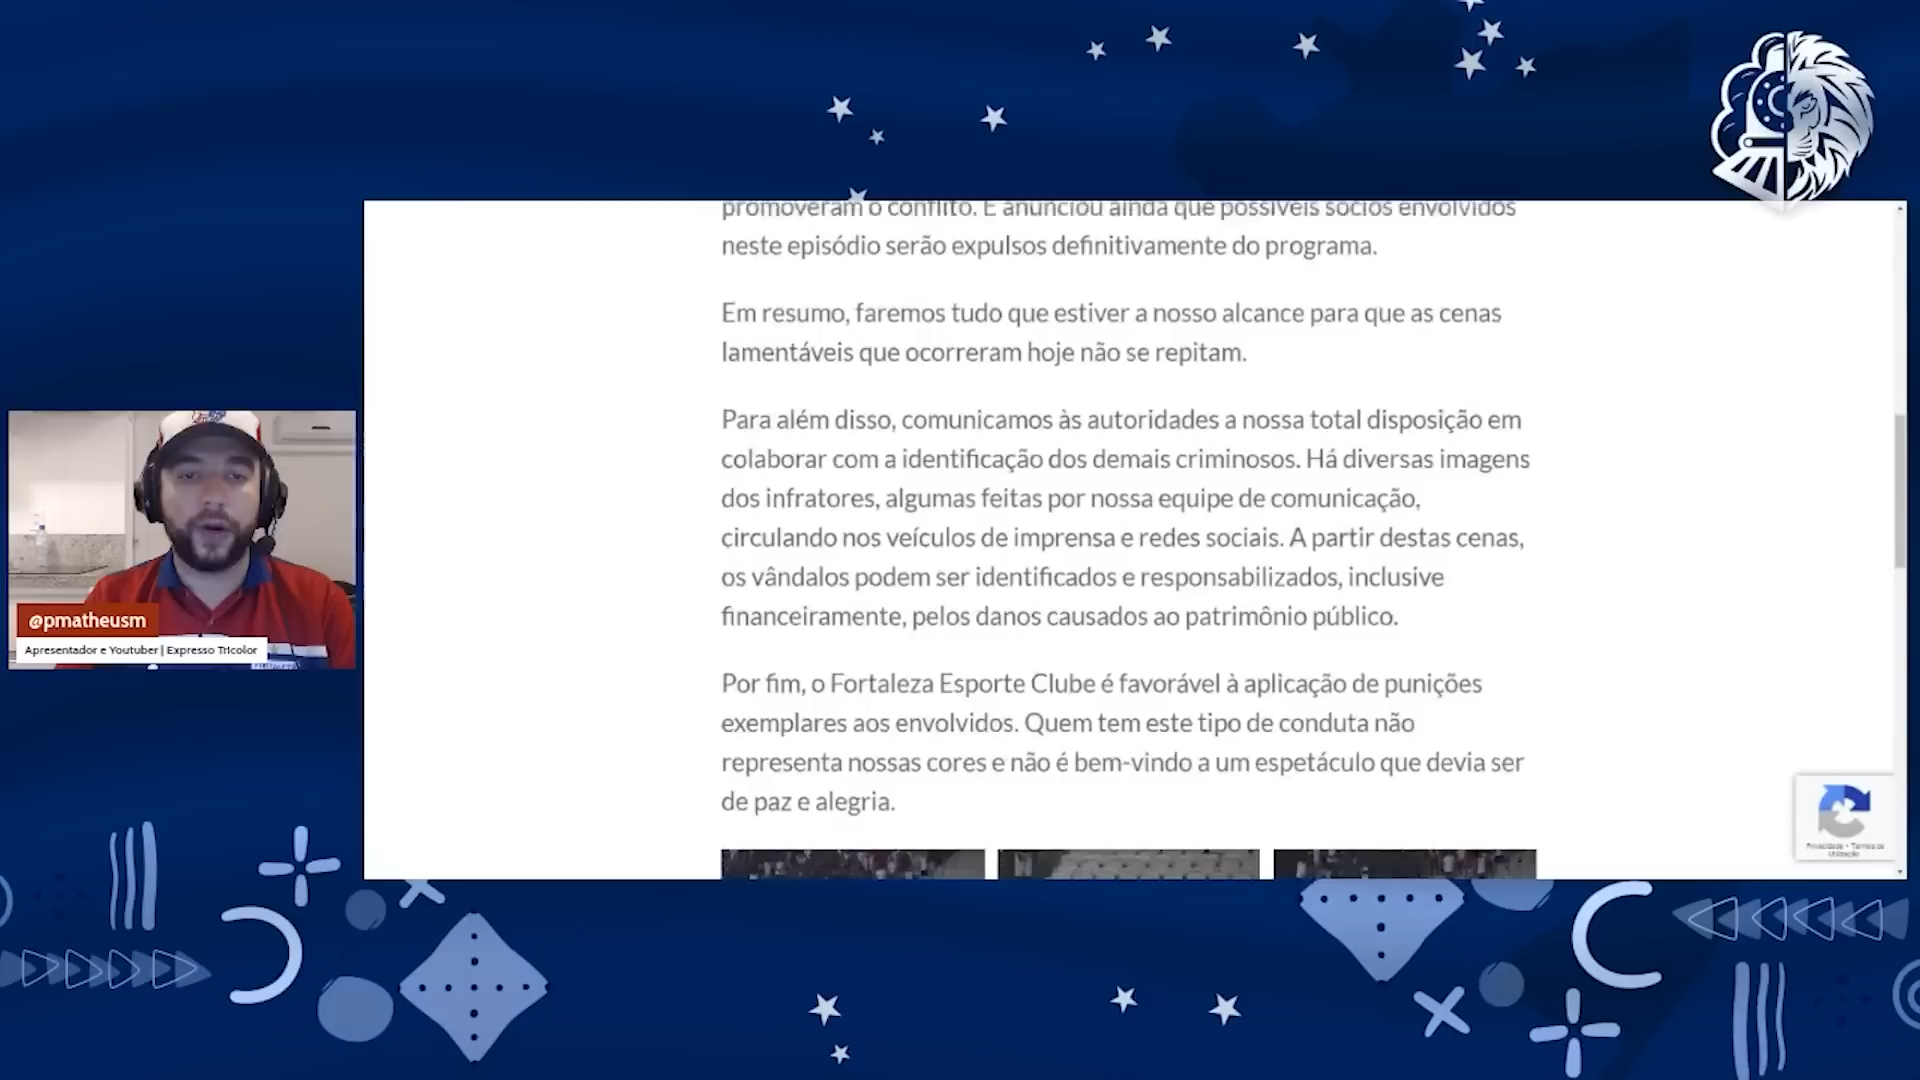 promoveram o conflito. E anunciou ainda que possíveis sócios envolvidos
neste episódio serão expulsos definitivamente do programa.
Em resumo, faremos tudo que estiver a nosso alcance para que as cenas
lamentáveis que ocorreram hoje não se repitam.
Para além disso, comunicamos às autoridades a nossa total disposição em
colaborar com a identificação dos demais criminosos. Há diversas imagens
dos infratores, algumas feitas por nossa equipe de comunicação,
circulando nos veículos de imprensa e redes sociais. A partir destas cenas,
os vândalos podem ser identificados e responsabilizados, inclusive
financeiramente, pelos danos causados ao patrimônio público.
Por fim, o Fortaleza Esporte Clube é favorável à aplicação de punições
exemplares aos envolvidos. Quem tem este tipo de conduta não
representa nossas cores e não é bem-vindo a um espetáculo que devia ser
de paz e alegria.
@pmatheusm
Apresentador e Youtuber | Expresso Tricolor
Privacidade - Termos de
Utilização